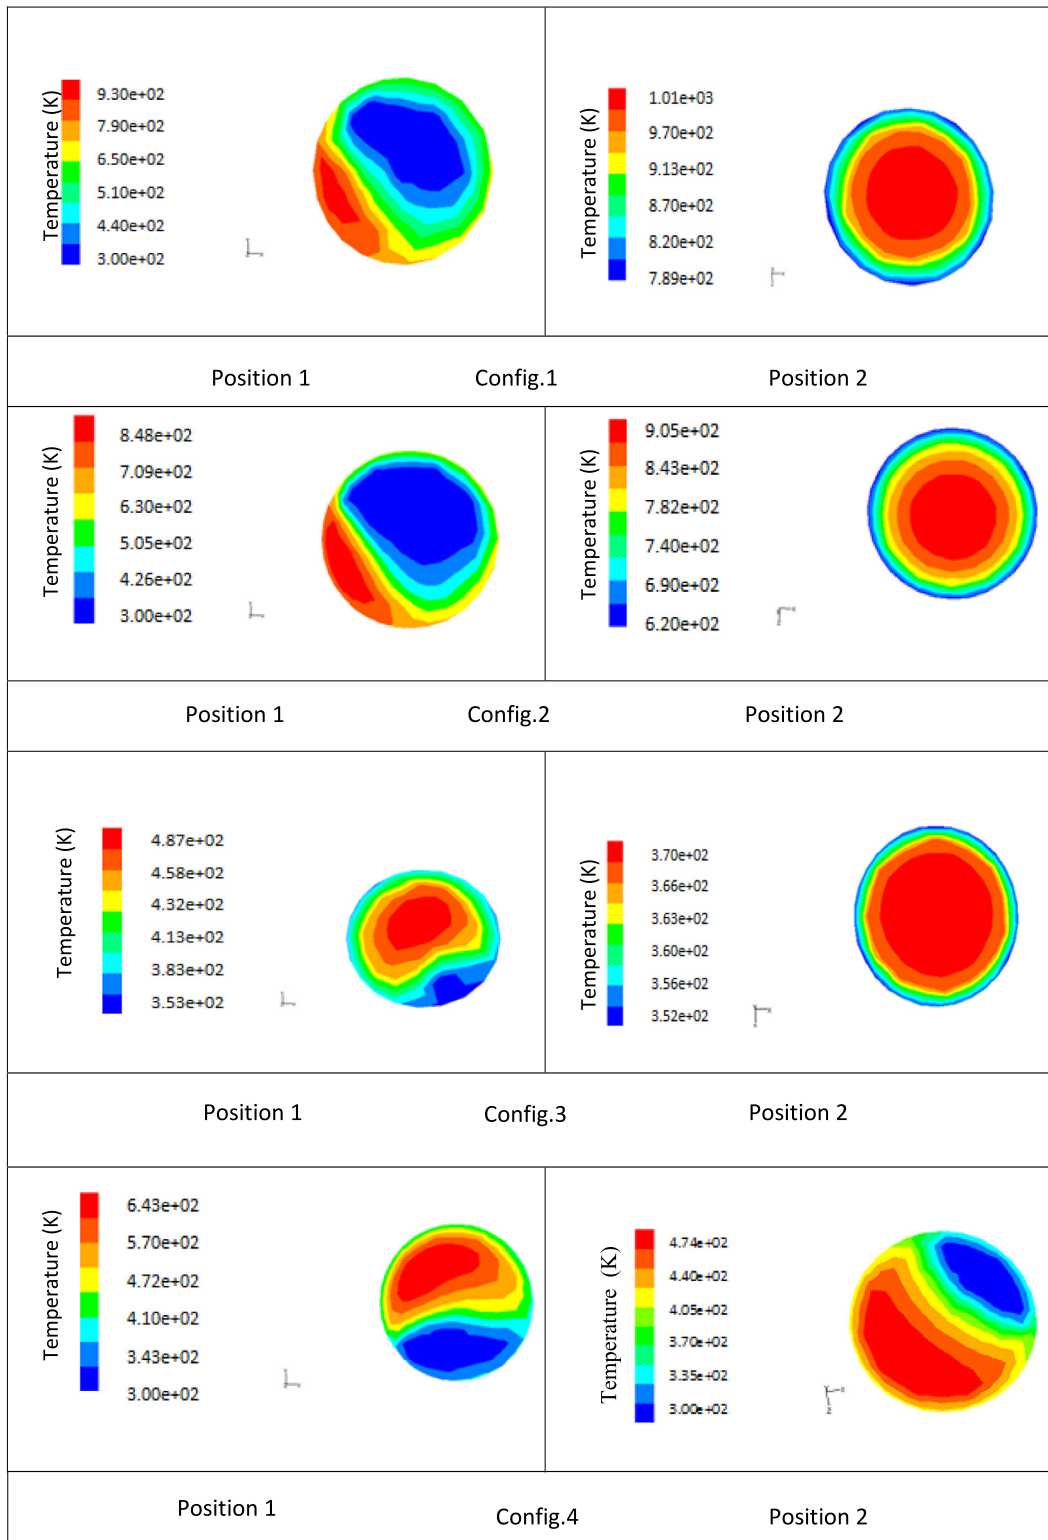 Temperature (K)
9.30e+02
7.90e+02
6.50e+02
5.10e+02
4.40e+02
3.00e+02
Temperature (K)
1.01e+03
9.70e+02
9.13e+02
8.70e+02
8.20e+02
7.89e+02
Position 1 Config.1 Position 2
Temperature (K)
8.48e+02
7.09e+02
6.30e+02
5.05e+02
4.26e+02
3.00e+02
Temperature (K)
9.05e+02
8.43e+02
7.82e+02
7.40e+02
6.90e+02
6.20e+02
Position 1 Config.2 Position 2
Temperature (K)
4.87e+02
4.58e+02
4.32e+02
4.13e+02
3.83e+02
3.53e+02
Temperature (K)
3.70e+02
3.66e+02
3.63e+02
3.60e+02
3.56e+02
3.52e+02
Position 1 Config.3 Position 2
Temperature (K)
6.43e+02
5.70e+02
4.72e+02
4.10e+02
3.43e+02
3.00e+02
Temperature (K)
4.74e+02
4.40e+02
4.05e+02
3.70e+02
3.35e+02
3.00e+02
Position 1 Config.4 Position 2